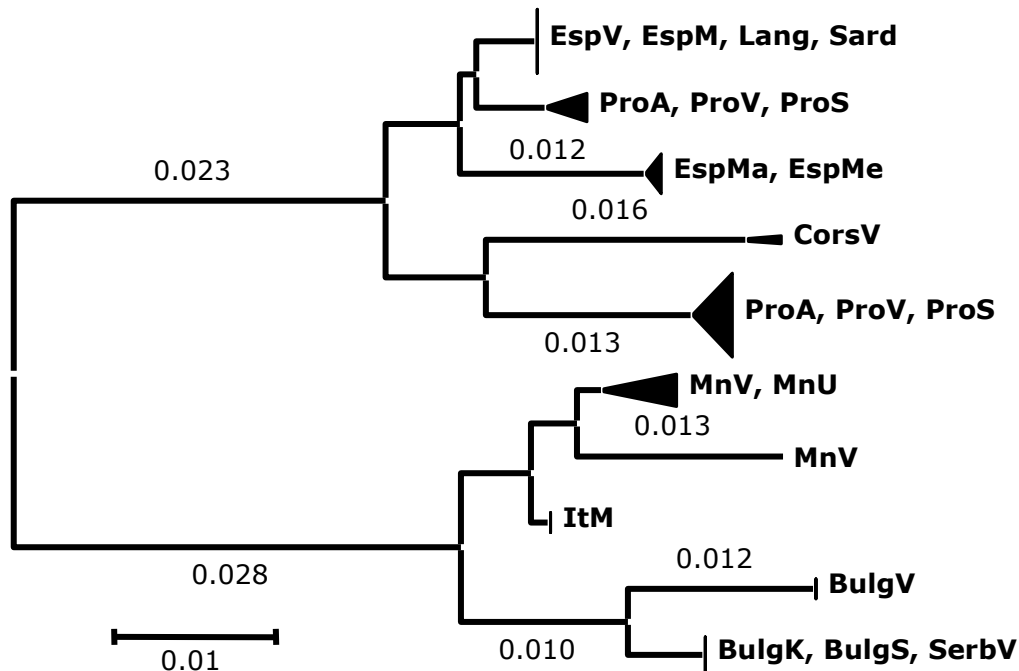 EspV, EspM, Lang, Sard
ProA, ProV, ProS
0.012
0.023
EspMa, EspMe
0.016
CorsV
ProA, ProV, ProS
0.013
MnV, MnU
0.013
MnV
ItM
0.012
0.028
BulgV
0.010
BulgK, BulgS, SerbV
0.01